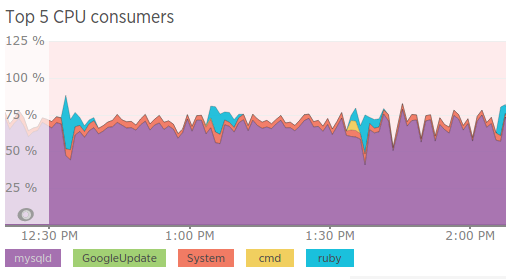 Top 5 CPU consumers
125 %
100 %
75 %
50 %
25 %
12:30 PM 1:00 PM 1:30 PM 2:00 PM
mysqld GoogleUpdate System cmd ruby